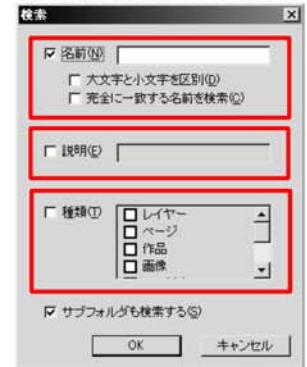 検索
名前(N)
大文字と小文字を区別(D)
完全に一致する名前を検索(C)
説明(E)
種類(T)
レイヤー
ページ
作品
画像
サブフォルダも検索する(S)
OK キャンセル